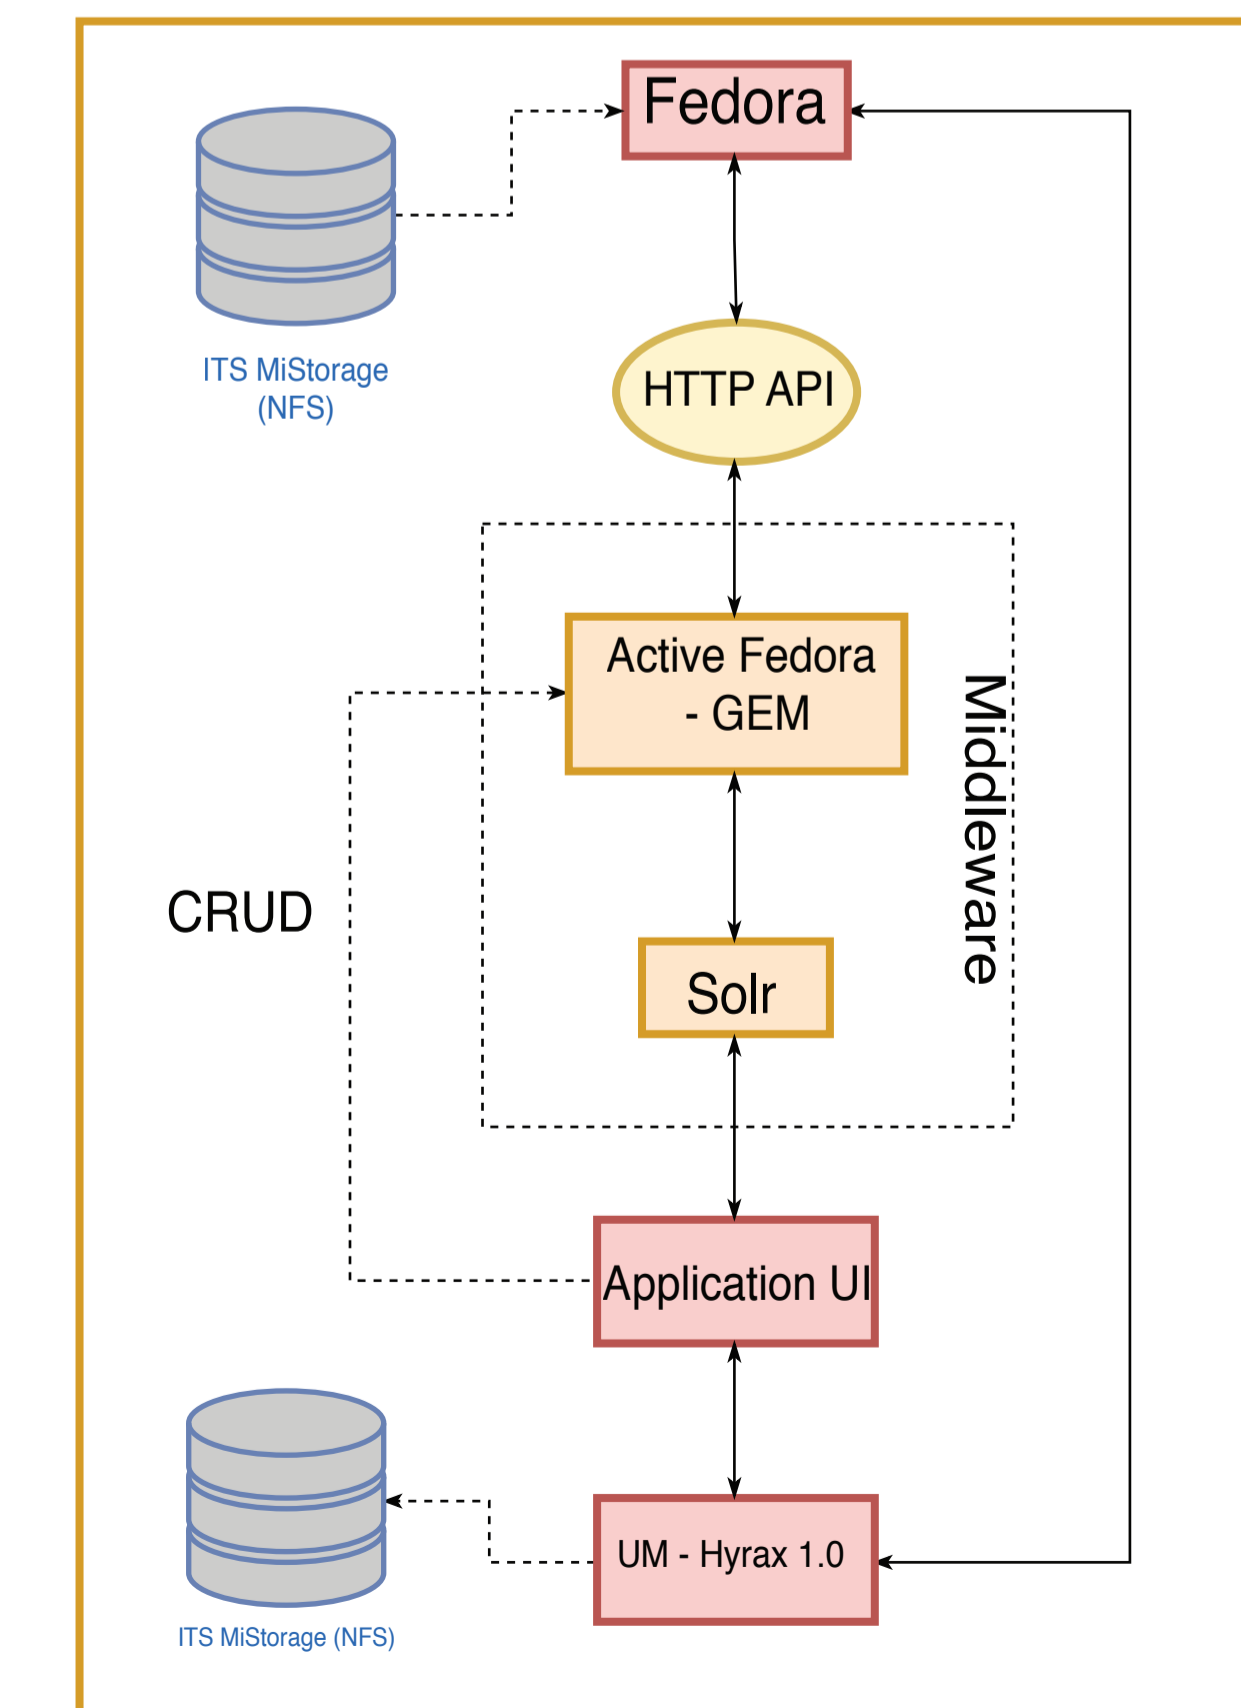 Fedora
ITS MiStorage
(NFS)
HTTP API
Active Fedora
- GEM
Middleware
CRUD
Solr
Application UI
UM - Hyrax 1.0
ITS MiStorage (NFS)